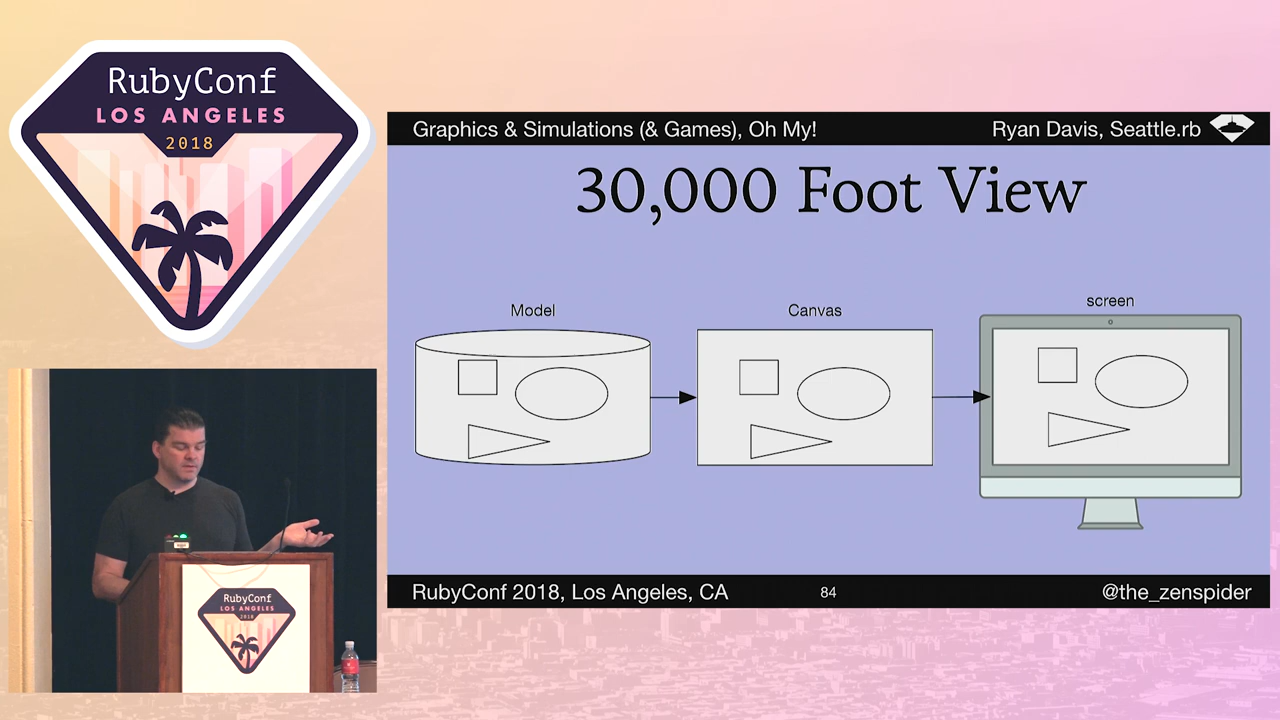 RubyConf
LOS ANGELES
2018
Graphics & Simulations (& Games), Oh My!
Ryan Davis, Seattle.rb
30,000 Foot View
Model
Canvas
screen
RubyConf 2018, Los Angeles, CA
84
@the_zenspider
RubyConf
LOS ANGELES
2018